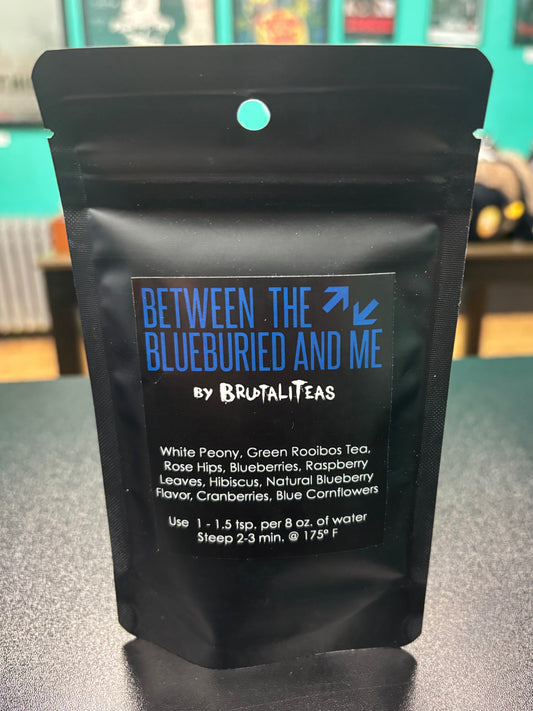 BETWEEN THE
BLUEBURIED AND ME
BY BRUTALITEAS
White Peony, Green Rooibos Tea,
Rose Hips, Blueberries, Raspberry
Leaves, Hibiscus, Natural Blueberry
Flavor, Cranberries, Blue Cornflowers
Use 1 - 1.5 tsp. per 8 oz. of water
Steep 2-3 min. @ 175º F